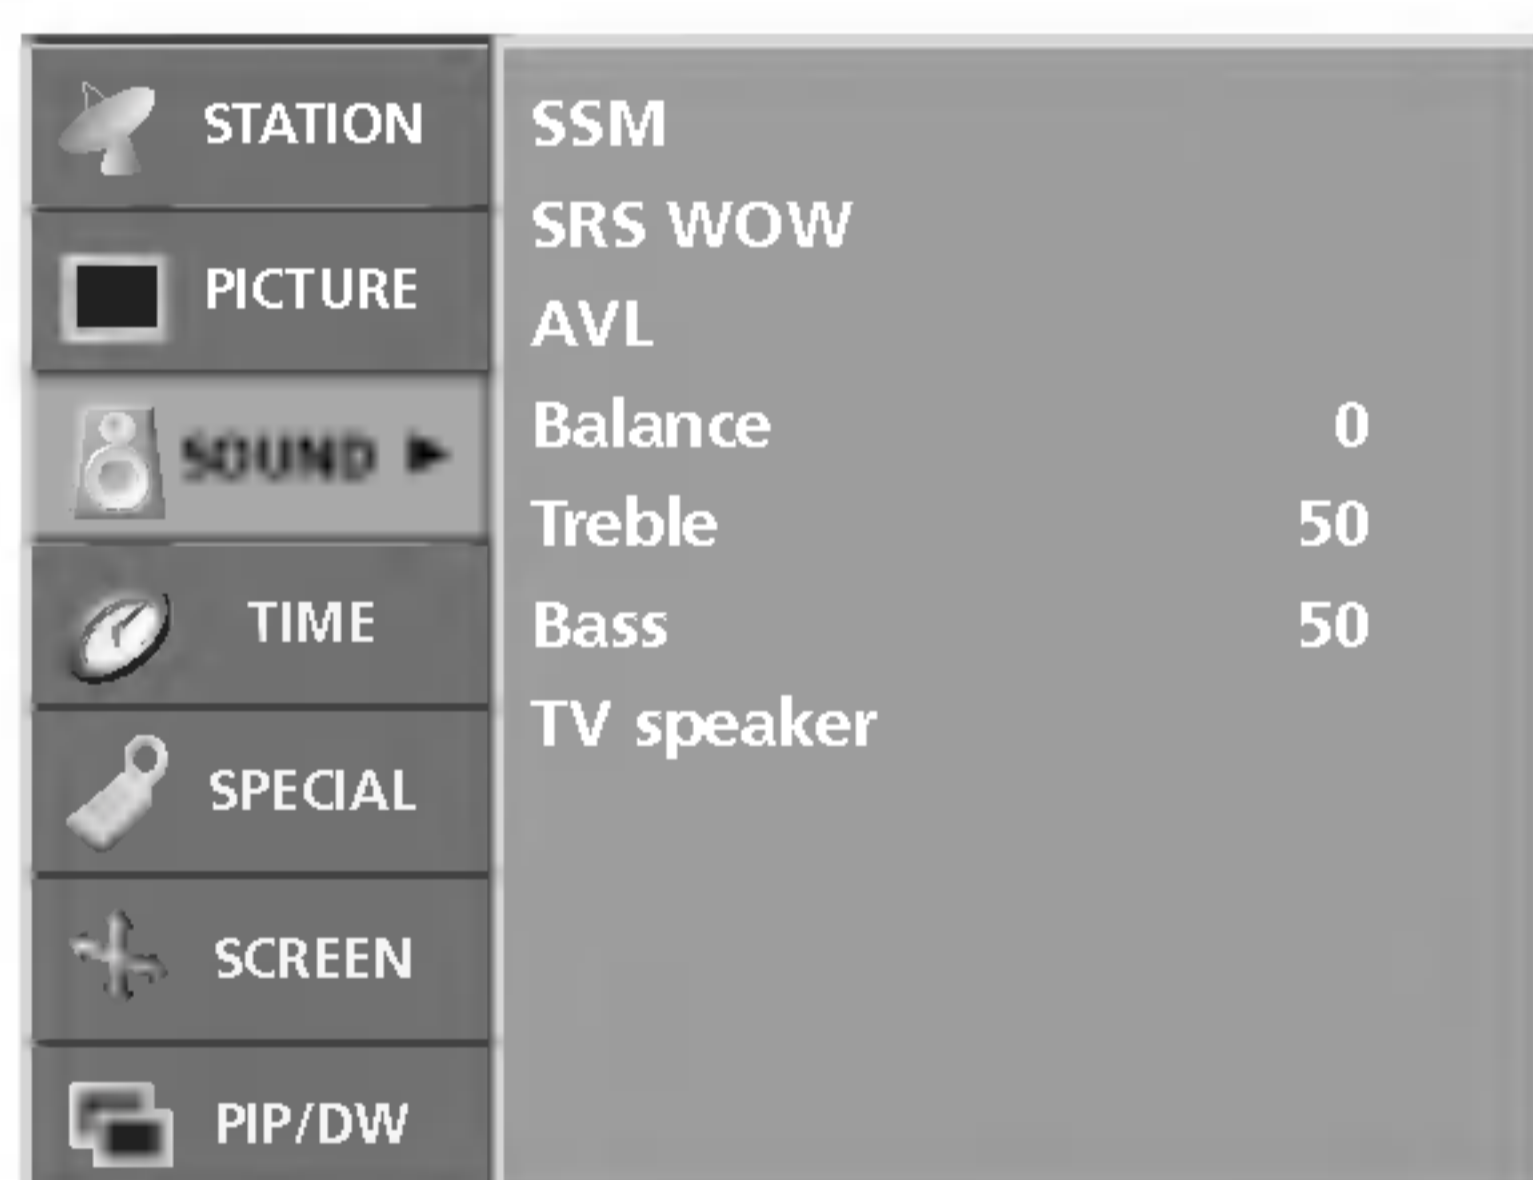 STATION
PICTURE
SOUND ►
TIME
SPECIAL
SCREEN
PIP/DW
SSM
SRS WOW
AVL
Balance 0
Treble 50
Bass 50
TV speaker